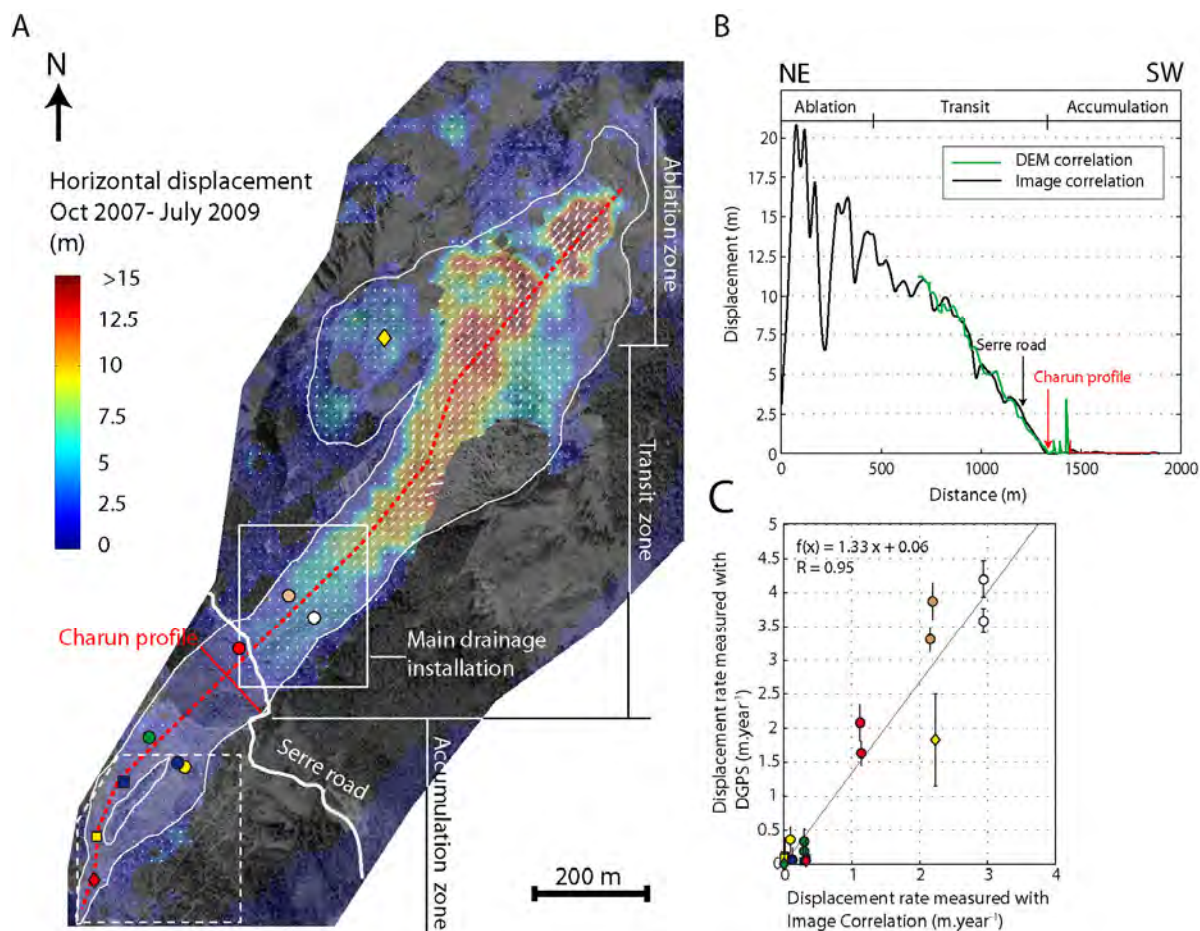 A
N
Horizontal displacement
Oct 2007- July 2009
(m)
>15
12.5
10
7.5
5
2.5
0
Ablation zone
Transit zone
Accumulation zone
Charun profile
Main drainage
installation
Serre road
200 m
B
NE
SW
Ablation
Transit
Accumulation
DEM correlation
Image correlation
Serre road
Charun profile
Displacement (m)
20
17.5
15
12.5
10
7.5
5
2.5
0
0
500
1000
1500
2000
Distance (m)
C
f(x) = 1.33 x + 0.06
R = 0.95
Displacement rate measured with
DGPS (m.year⁻¹)
5
4.5
4
3.5
3
2.5
2
1.5
1
0.5
0
0
1
2
3
4
Displacement rate measured with
Image Correlation (m.year⁻¹)